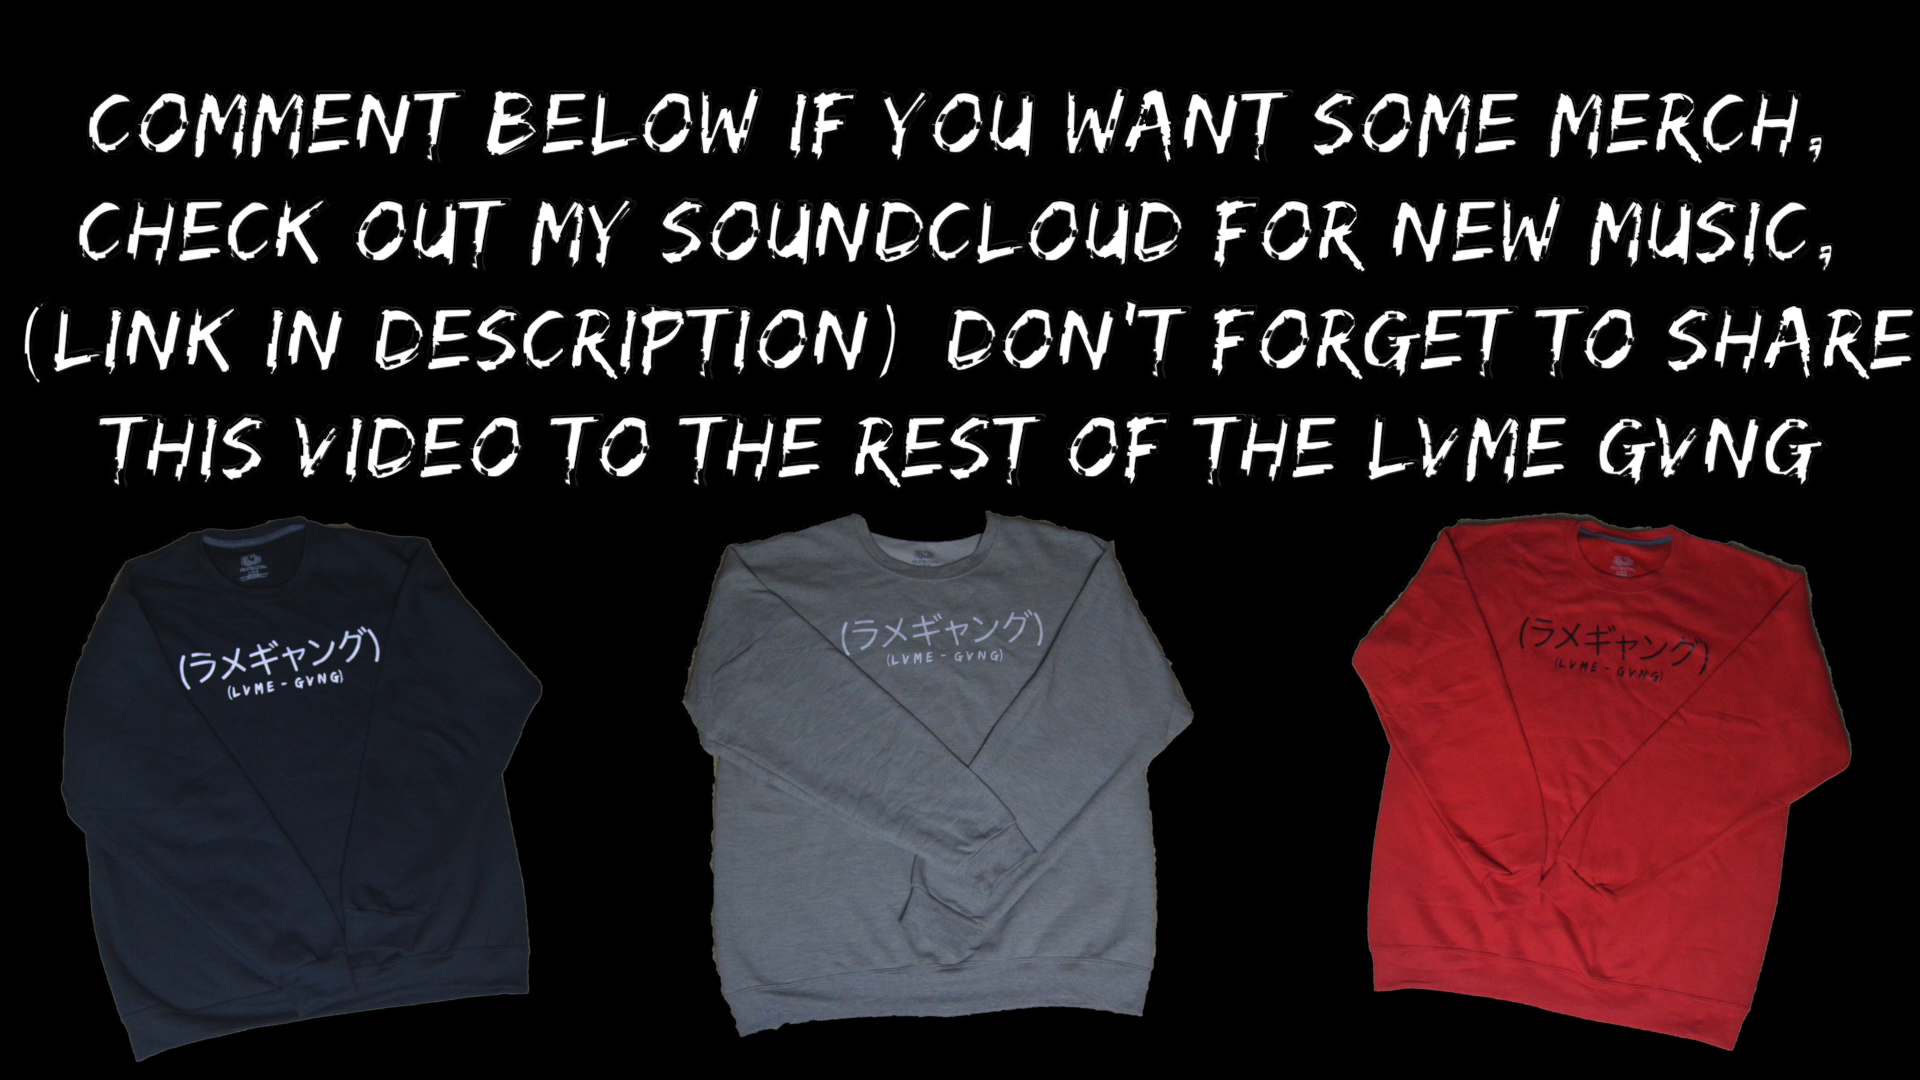 COMMENT BELOW IF YOU WANT SOME MERCH,
CHECK OUT MY SOUNDCLOUD FOR NEW MUSIC,
(LINK IN DESCRIPTION) DON'T FORGET TO SHARE
THIS VIDEO TO THE REST OF THE LVME GVNG
(ラメギャング)
(LVME - GVNG)
(ラメギャング)
(LVME - GVNG)
(ラメギャング)
(LVME - GVNG)